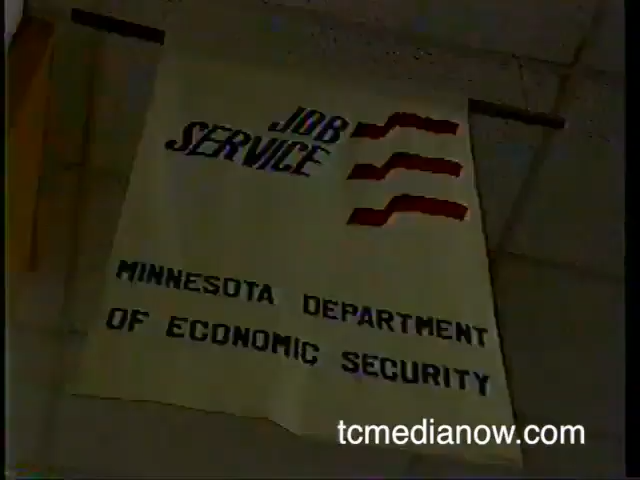 JOB
SERVICE
MINNESOTA DEPARTMENT
OF ECONOMIC SECURITY
tcmedianow.com